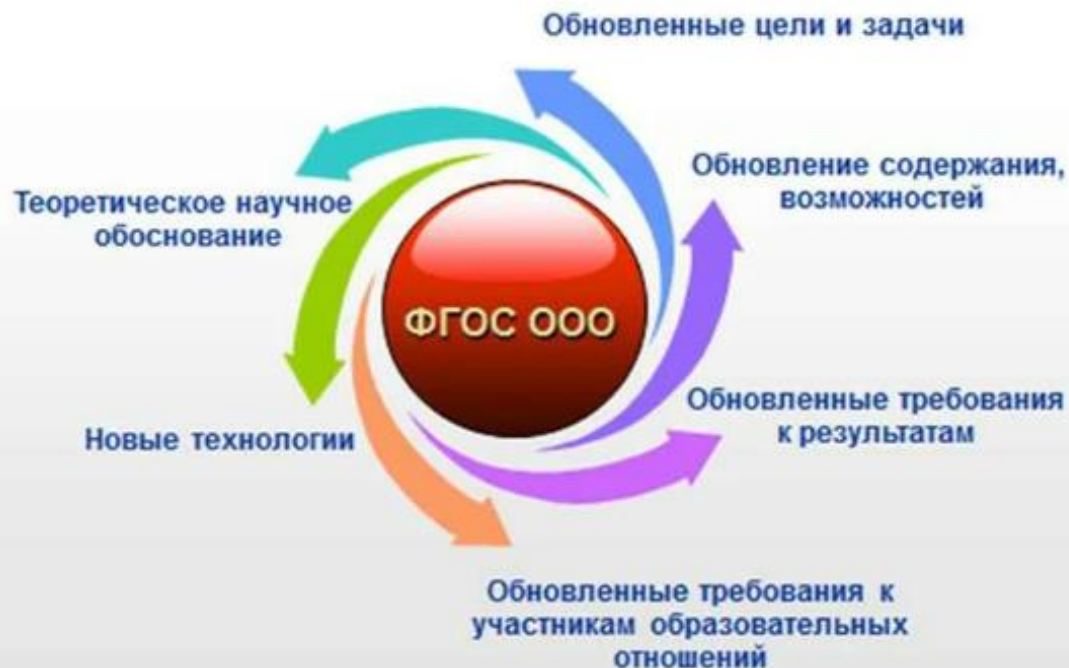 Обновленные цели и задачи
Обновление содержания,
возможностей
Теоретическое научное
обоснование
ФГОС ООО
Обновленные требования
к результатам
Новые технологии
Обновленные требования к
участникам образовательных
отношений